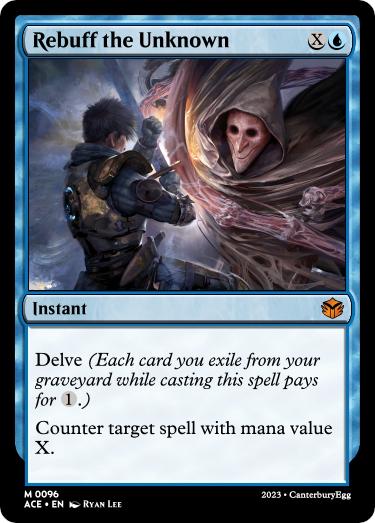 Rebuff the Unknown X
Instant
Delve (Each card you exile from your
graveyard while casting this spell pays
for 1.)
Counter target spell with mana value
X.
M 0096
ACE • EN Ryan Lee
2023 • CanterburyEgg